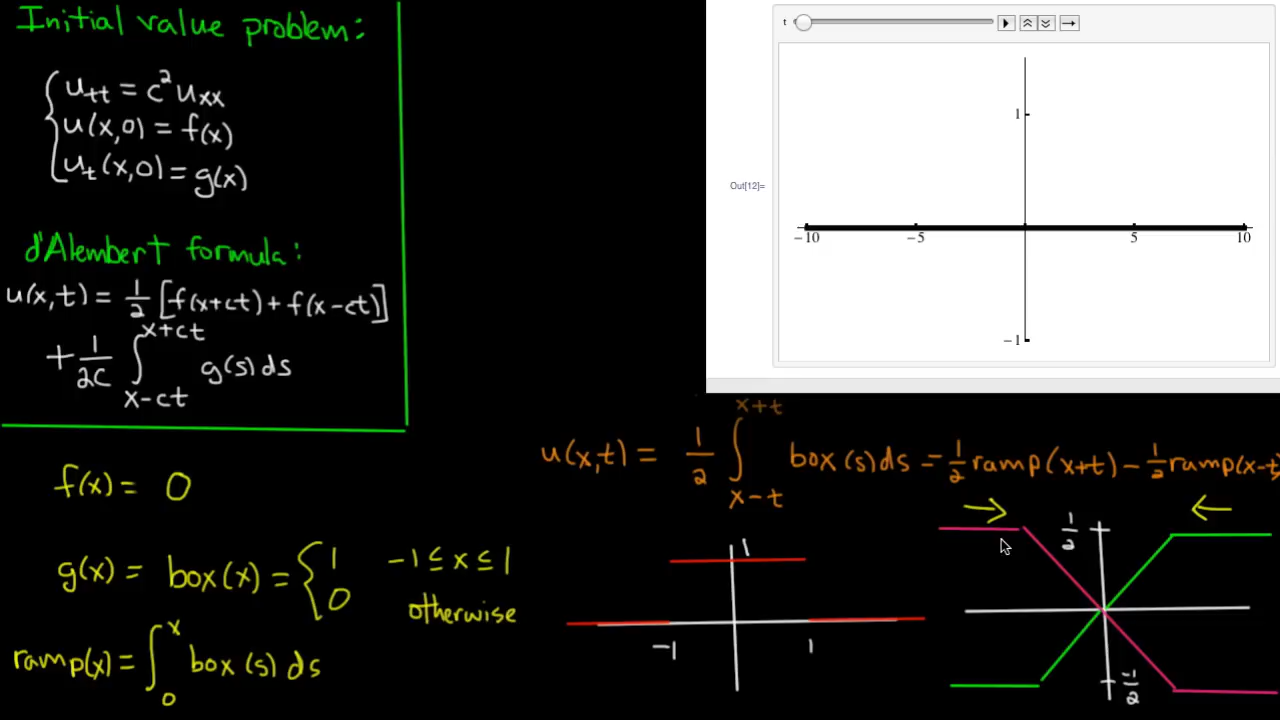 Initial value problem:
u_tt = c² u_xx
u(x,0) = f(x)
u_t(x,0) = g(x)
d'Alembert formula:
u(x,t) = 1/2 [f(x+ct) + f(x-ct)]
+ 1/2c ∫_{x-ct}^{x+ct} g(s) ds
f(x) = 0
g(x) = box(x) = { 1 -1 ≤ x ≤ 1
0 otherwise
ramp(x) = ∫_0^x box(s) ds
t
Out[12]=
1
-10 -5 5 10
-1
u(x,t) = 1/2 ∫_{x-t}^{x+t} box(s) ds = 1/2 ramp(x+t) - 1/2 ramp(x-t
1
-1 1
→ 1/2 ←
-1/2